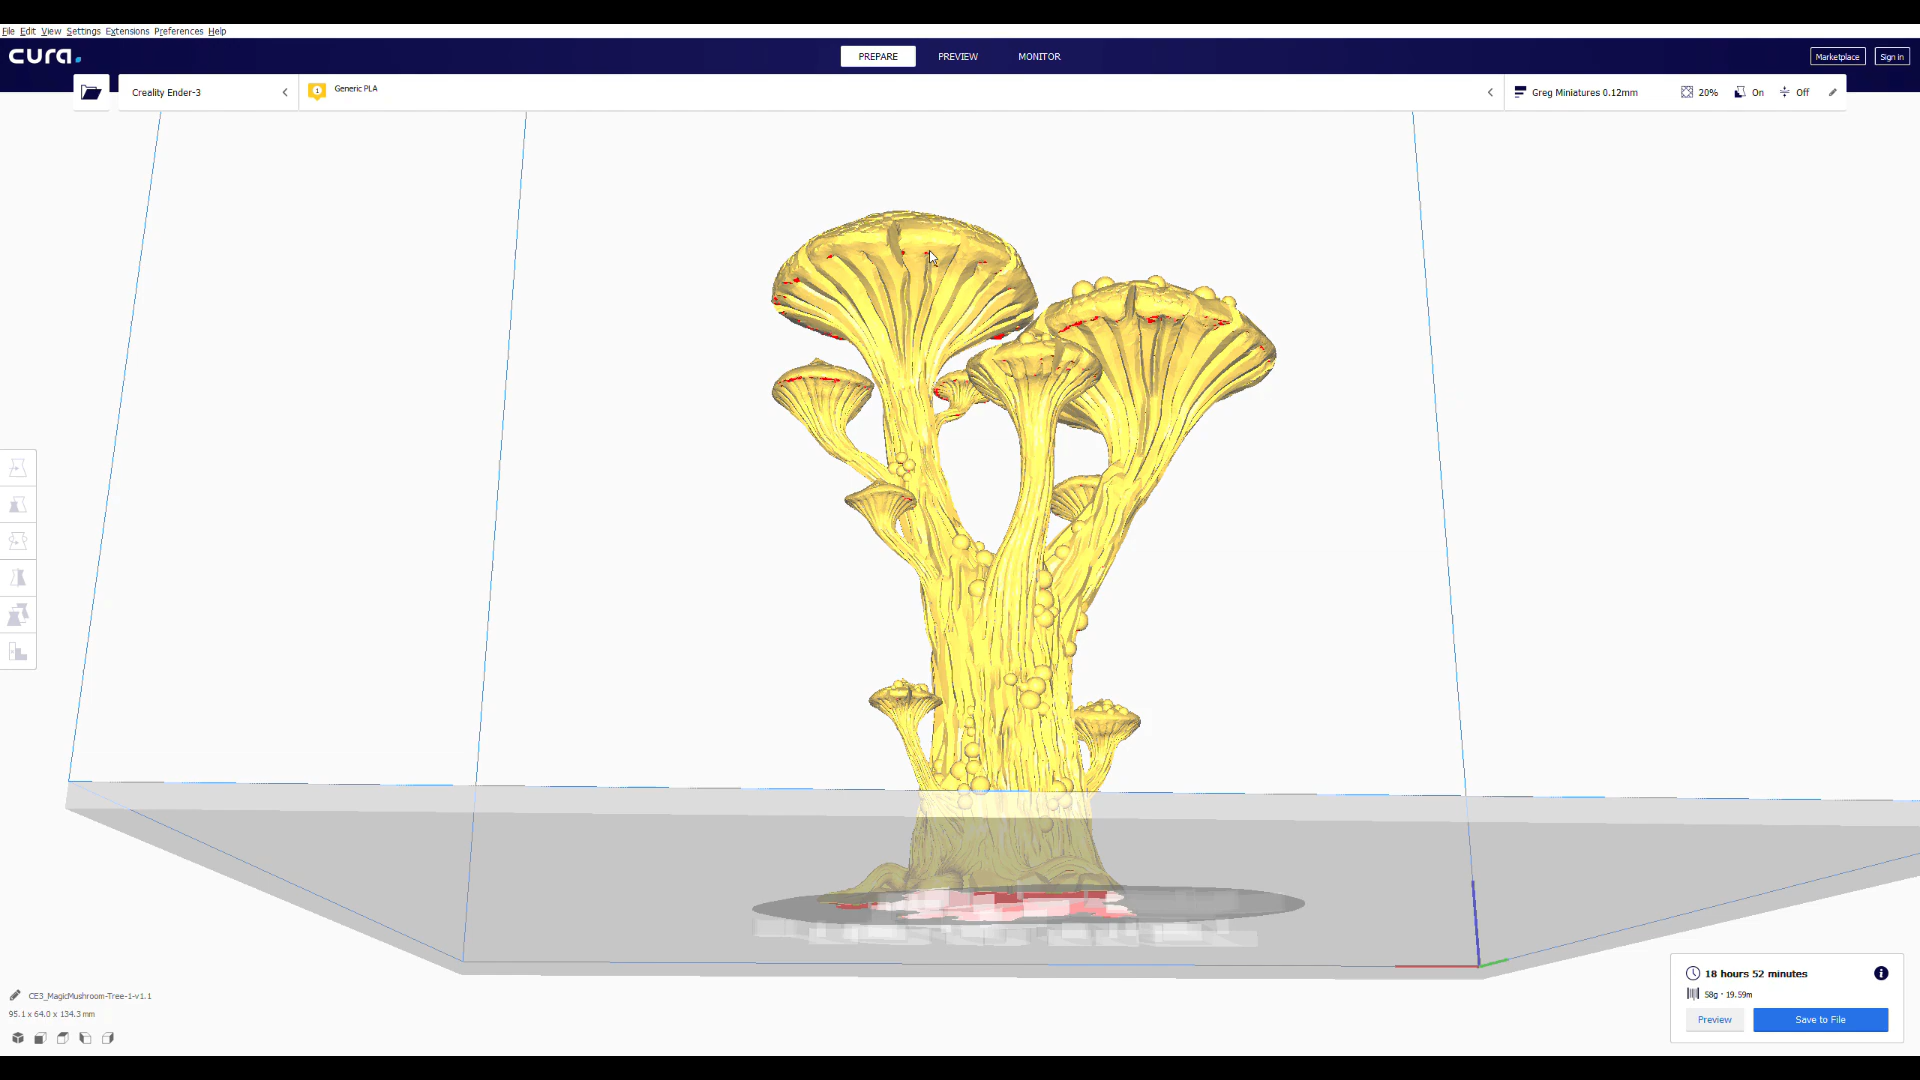 File Edit View Settings Extensions Preferences Help
cura.
PREPARE PREVIEW MONITOR
Marketplace Sign in
Creality Ender-3
1 Generic PLA
Greg Miniatures 0.12mm 20% On Off
18 hours 52 minutes
58g · 19.59m
Preview Save to File
CE3_MagicMushroom-Tree-1-v1.1
95.1 x 64.0 x 134.3 mm